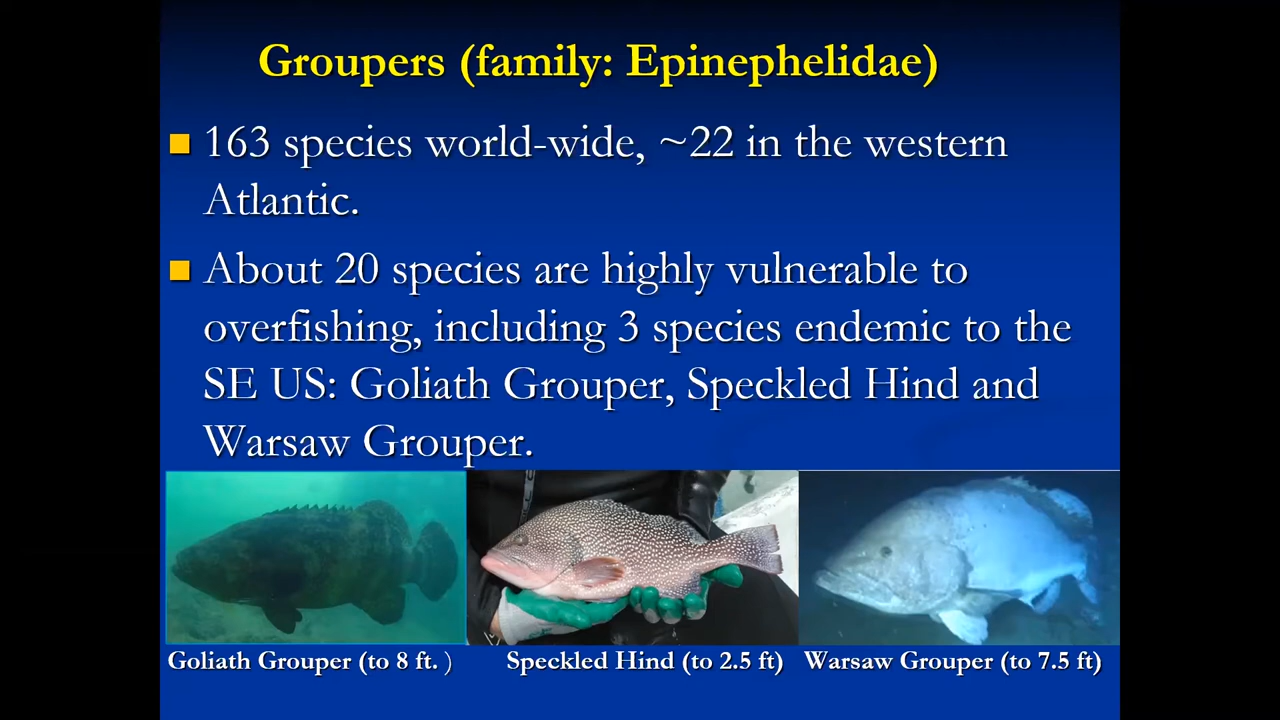 Groupers (family: Epinephelidae)
163 species world-wide, ~22 in the western
Atlantic.
About 20 species are highly vulnerable to
overfishing, including 3 species endemic to the
SE US: Goliath Grouper, Speckled Hind and
Warsaw Grouper.
Goliath Grouper (to 8 ft. )
Speckled Hind (to 2.5 ft)
Warsaw Grouper (to 7.5 ft)